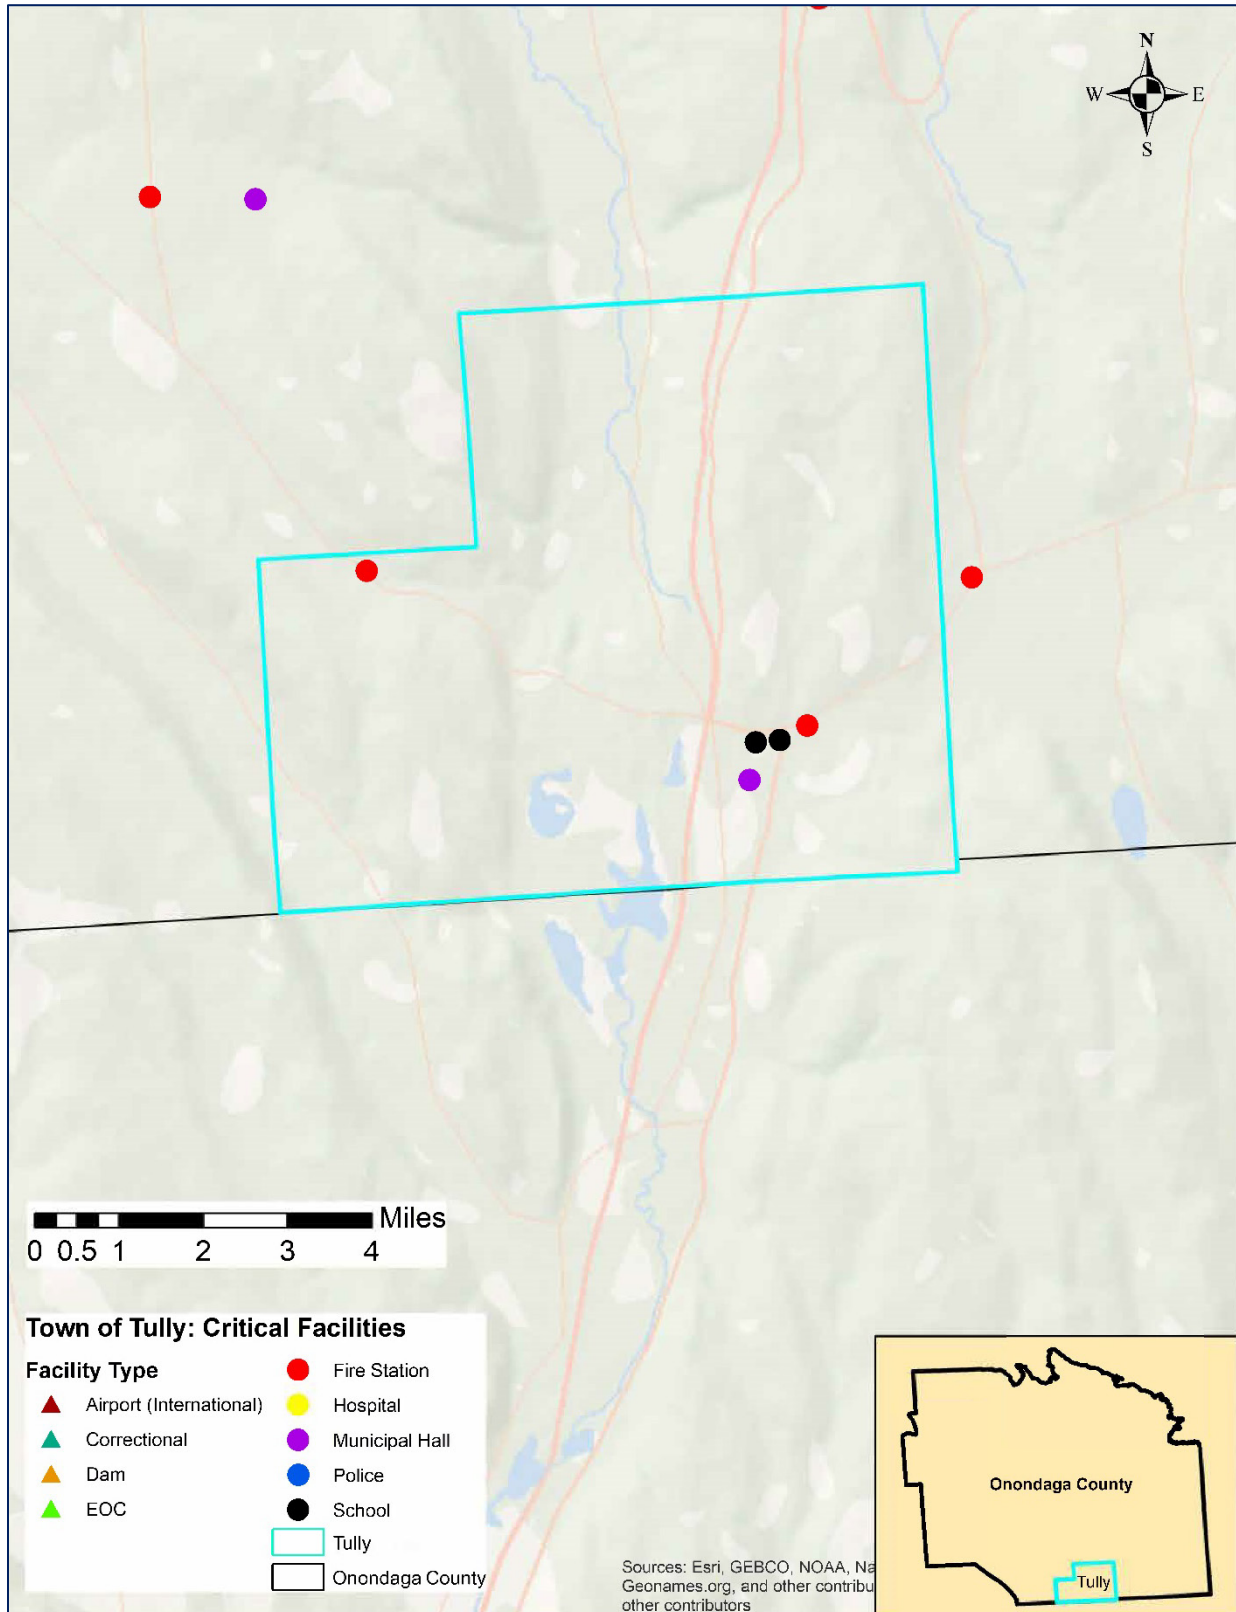 N
W E
S
Miles
0 0.5 1 2 3 4
Town of Tully: Critical Facilities
Facility Type
Airport (International)
Correctional
Dam
EOC
Fire Station
Hospital
Municipal Hall
Police
School
Tully
Onondaga County
Sources: Esri, GEBCO, NOAA, Na
Geonames.org, and other contribu
other contributors
Onondaga County
Tully